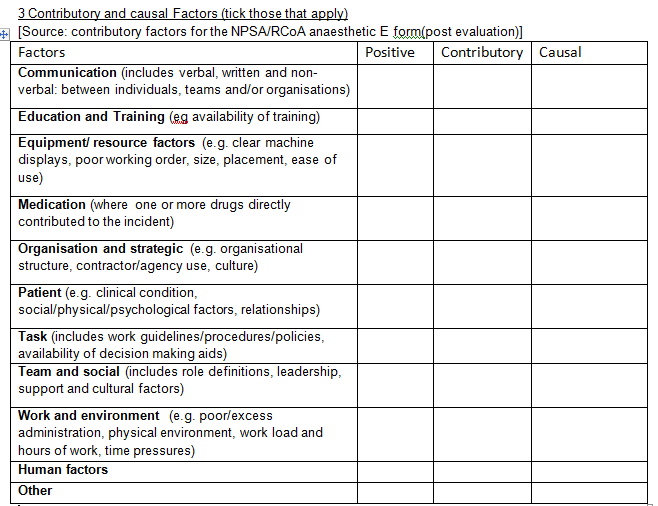 3 Contributory and causal Factors (tick those that apply)
[Source: contributory factors for the NPSA/RCoA anaesthetic E form(post evaluation)]
Factors Positive Contributory Causal
Communication (includes verbal, written and non-
verbal: between individuals, teams and/or organisations)
Education and Training (eg availability of training)
Equipment/ resource factors (e.g. clear machine
displays, poor working order, size, placement, ease of
use)
Medication (where one or more drugs directly
contributed to the incident)
Organisation and strategic (e.g. organisational
structure, contractor/agency use, culture)
Patient (e.g. clinical condition,
social/physical/psychological factors, relationships)
Task (includes work guidelines/procedures/policies,
availability of decision making aids)
Team and social (includes role definitions, leadership,
support and cultural factors)
Work and environment (e.g. poor/excess
administration, physical environment, work load and
hours of work, time pressures)
Human factors
Other